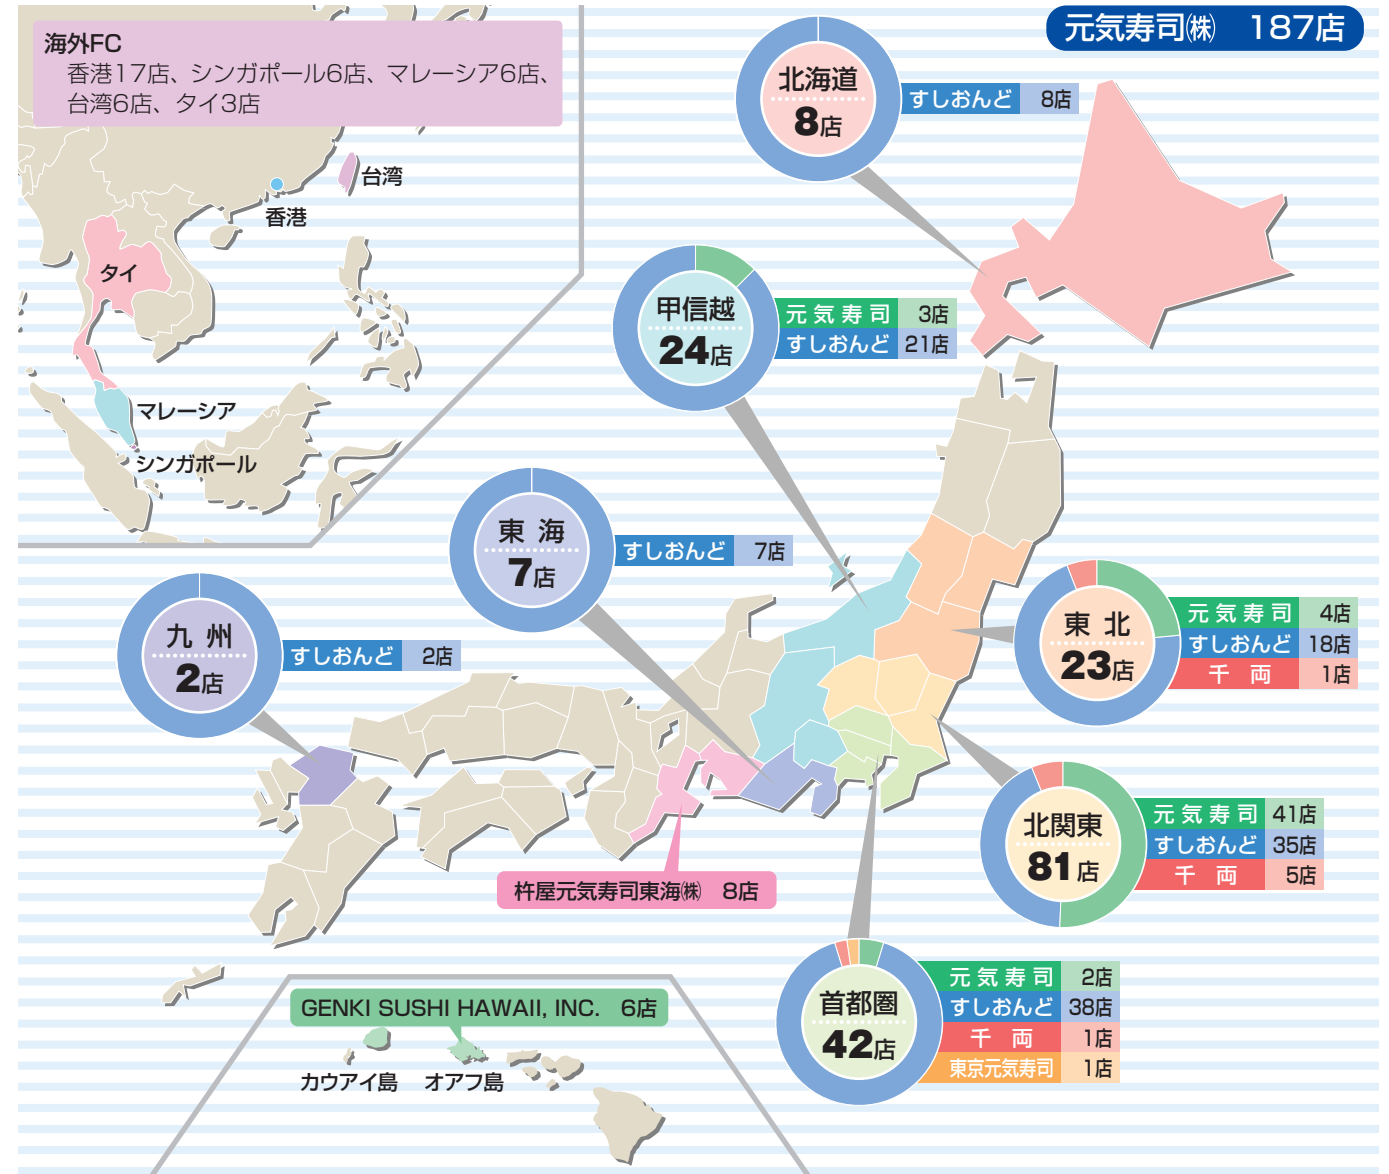 元気寿司㈱ 187店
海外FC
香港17店、シンガポール6店、マレーシア6店、
台湾6店、タイ3店
台湾
香港
タイ
マレーシア
シンガポール
北海道
8店
すしおんど 8店
甲信越
24店
元気寿司 3店
すしおんど 21店
東海
7店
すしおんど 7店
九州
2店
すしおんど 2店
東北
23店
元気寿司 4店
すしおんど 18店
千両 1店
北関東
81店
元気寿司 41店
すしおんど 35店
千両 5店
杵屋元気寿司東海㈱ 8店
首都圏
42店
元気寿司 2店
すしおんど 38店
千両 1店
東京元気寿司 1店
GENKI SUSHI HAWAII, INC. 6店
カウアイ島
オアフ島